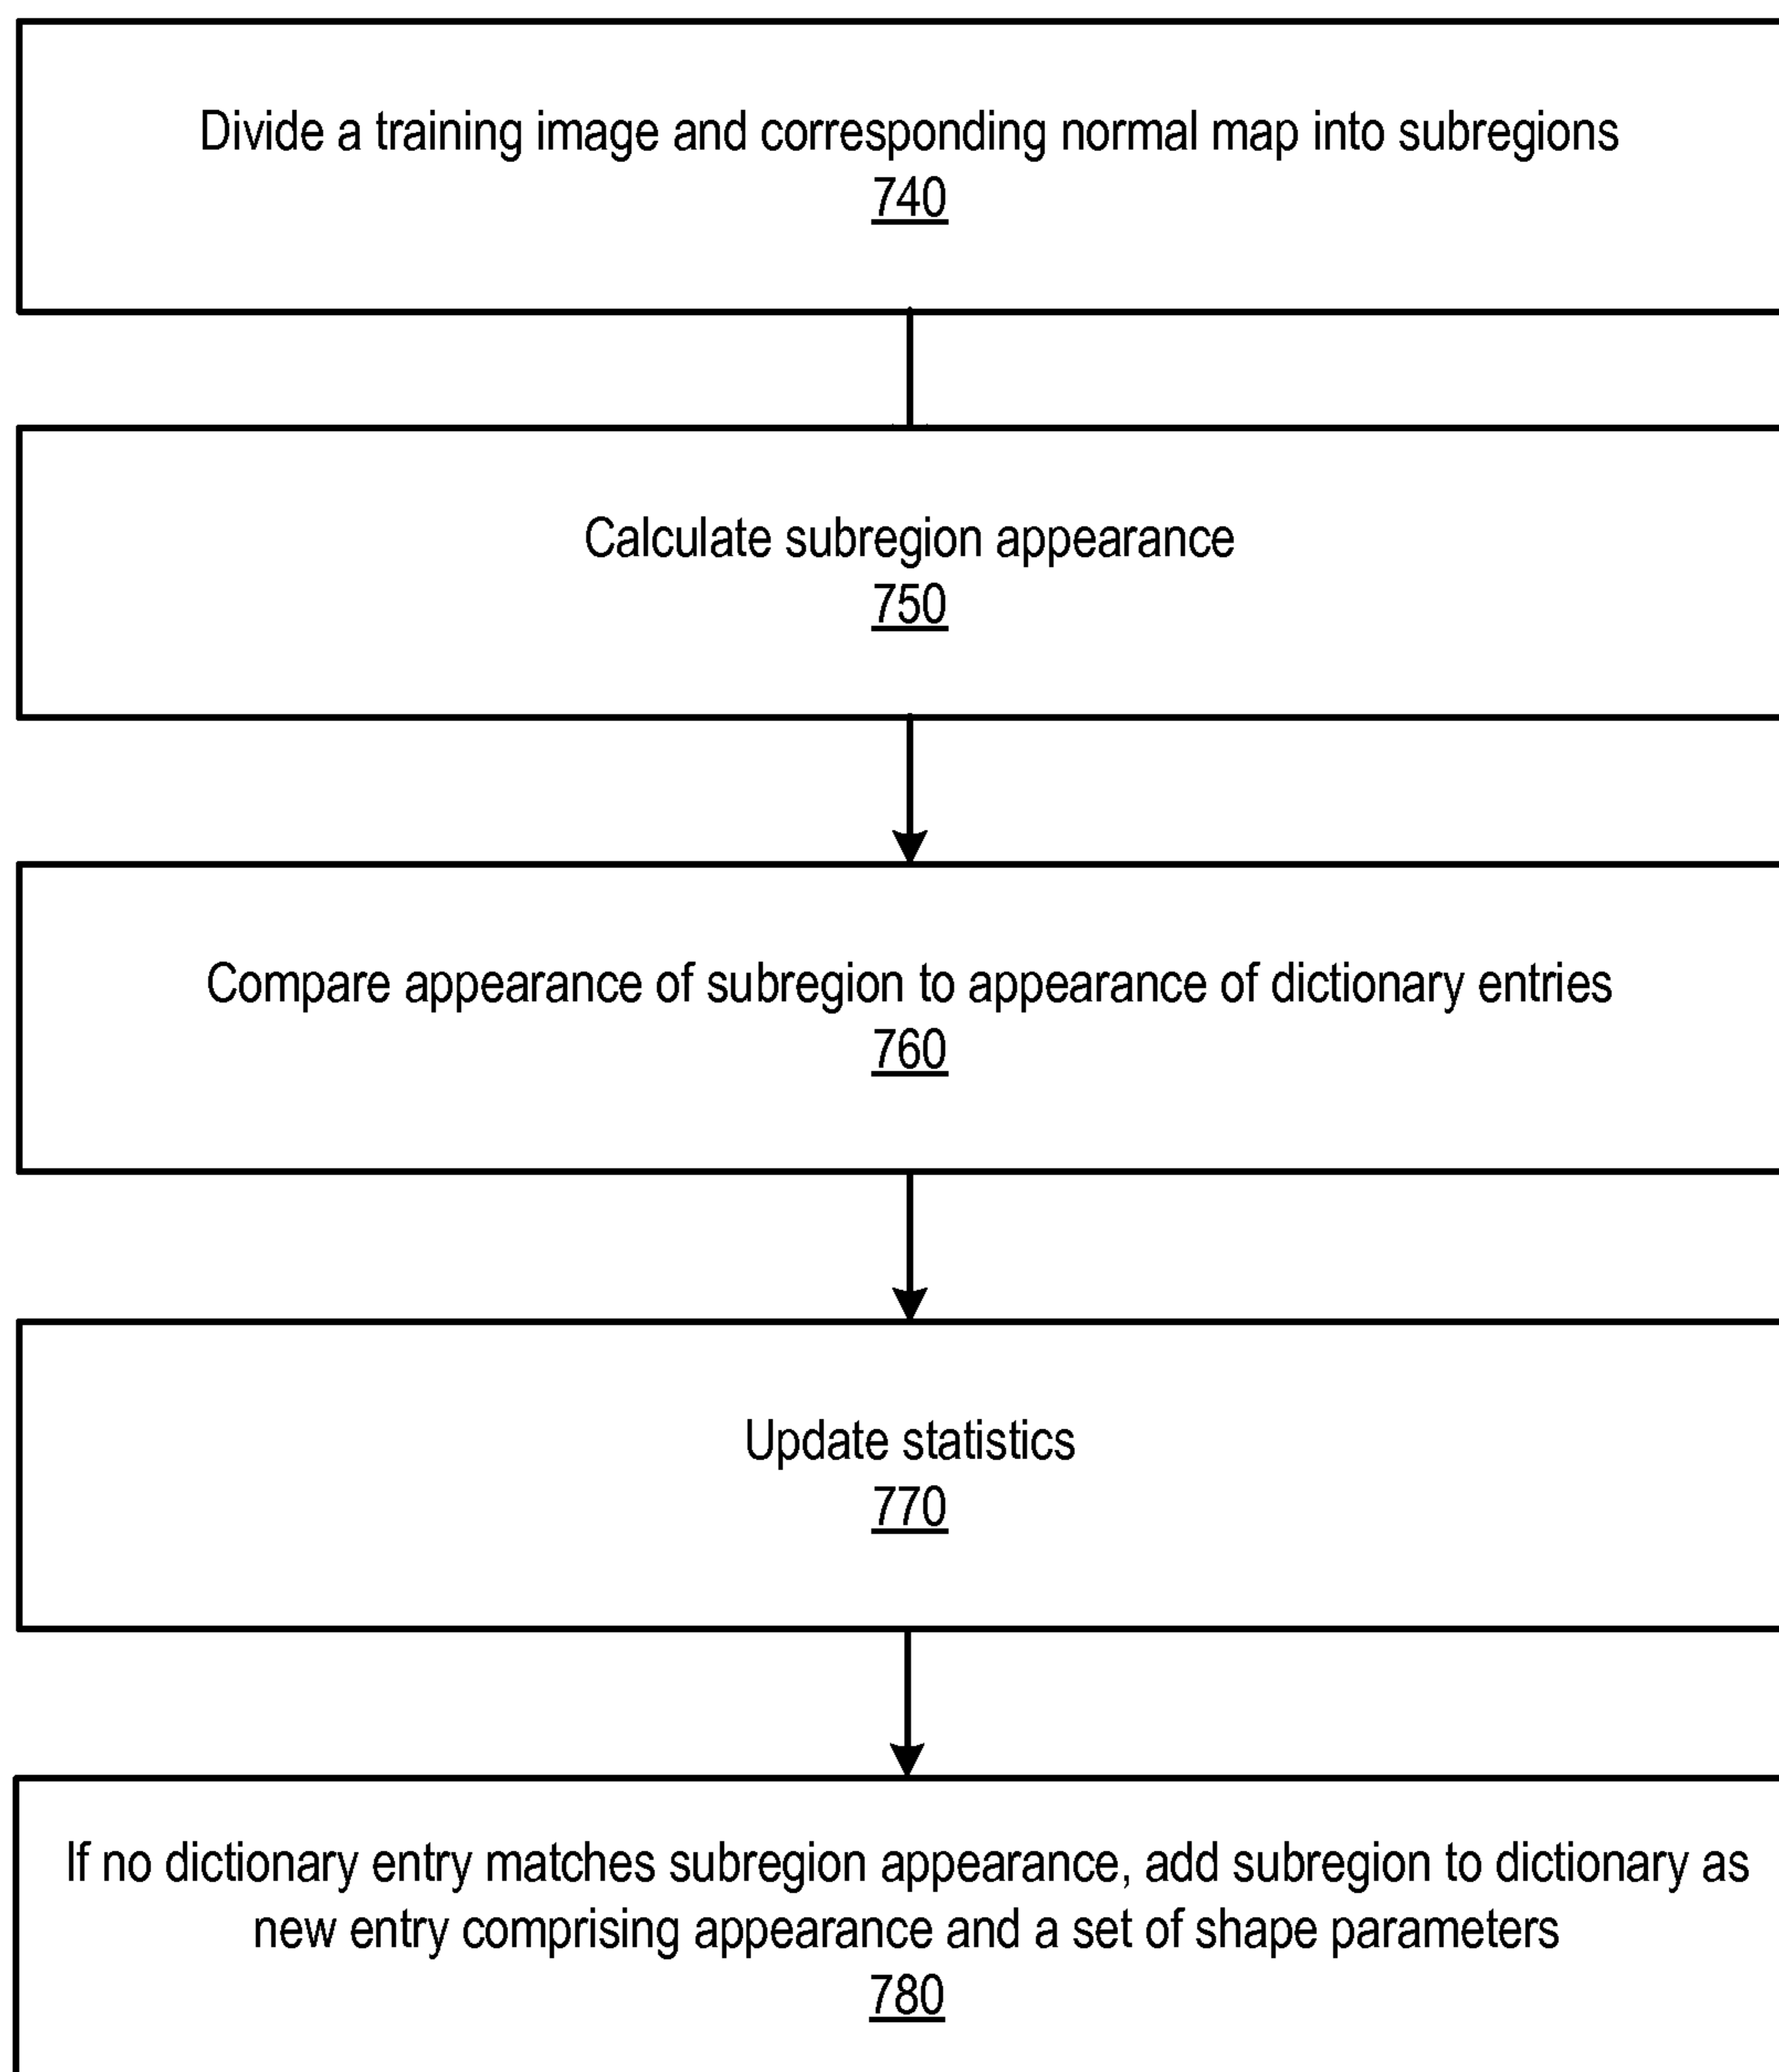 Divide a training image and corresponding normal map into subregions
740
Calculate subregion appearance
750
Compare appearance of subregion to appearance of dictionary entries
760
Update statistics
770
If no dictionary entry matches subregion appearance, add subregion to dictionary as
new entry comprising appearance and a set of shape parameters
780